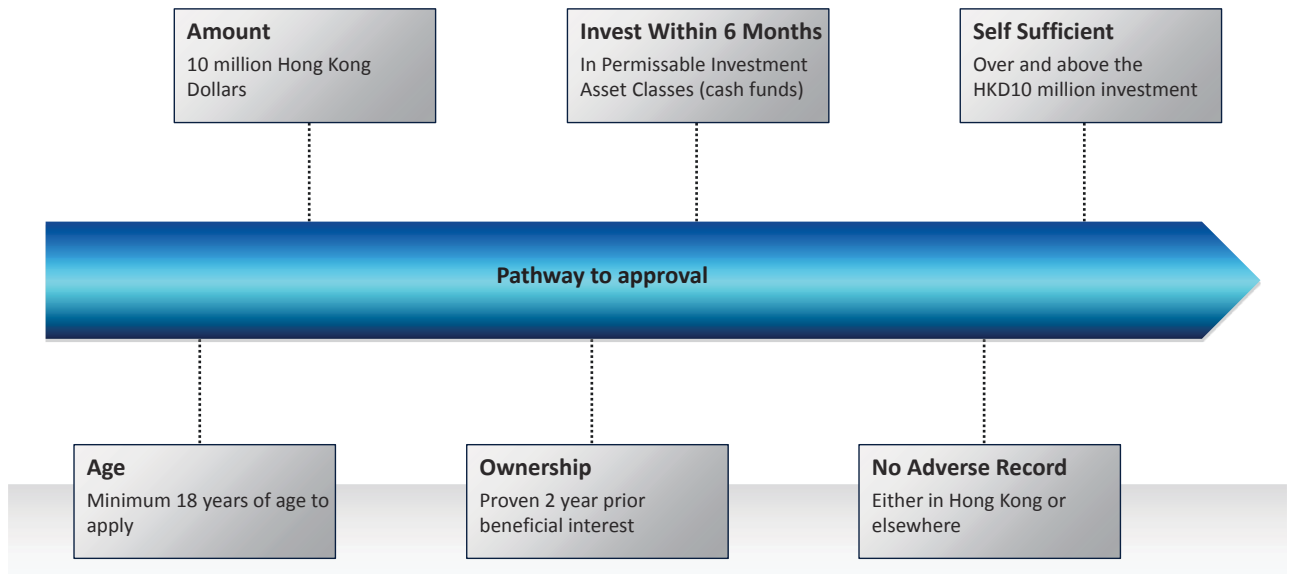 Amount
10 million Hong Kong
Dollars
Invest Within 6 Months
In Permissable Investment
Asset Classes (cash funds)
Self Sufficient
Over and above the
HKD10 million investment
Pathway to approval
Age
Minimum 18 years of age to
apply
Ownership
Proven 2 year prior
beneficial interest
No Adverse Record
Either in Hong Kong or
elsewhere